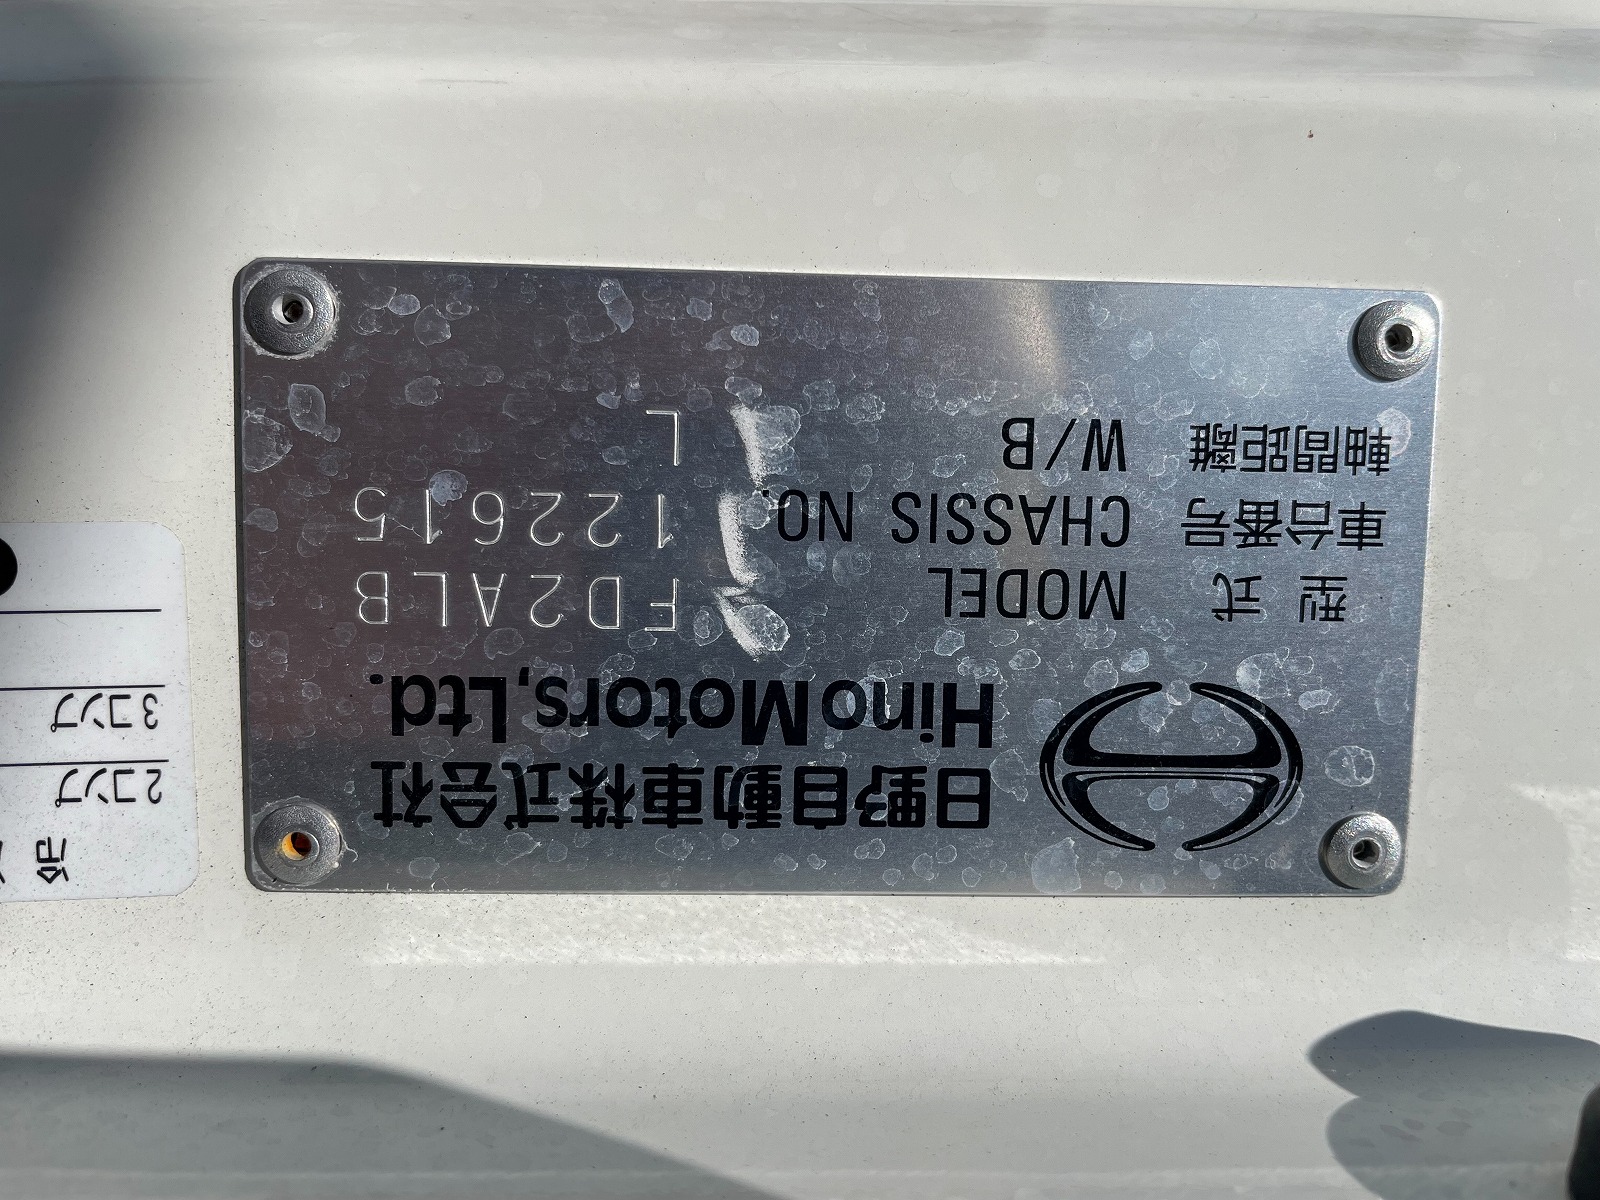 日野自動車株式会社
Hino Motors, Ltd.
型式 MODEL FD2ALB
車台番号 CHASSIS NO. 122615
軸間距離 W/B L
2コンプ
3コンプ